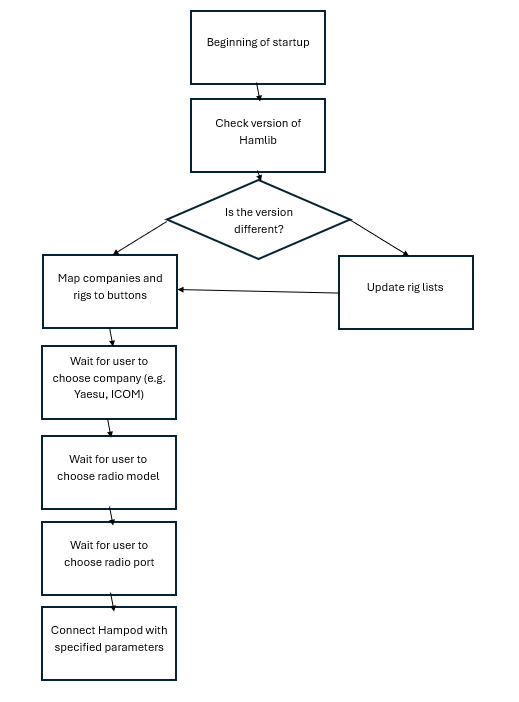 Beginning of startup
Check version of
Hamlib
Is the version
different?
Map companies and
rigs to buttons
Update rig lists
Wait for user to
choose company (e.g.
Yaesu, ICOM)
Wait for user to
choose radio model
Wait for user to
choose radio port
Connect Hampod with
specified parameters